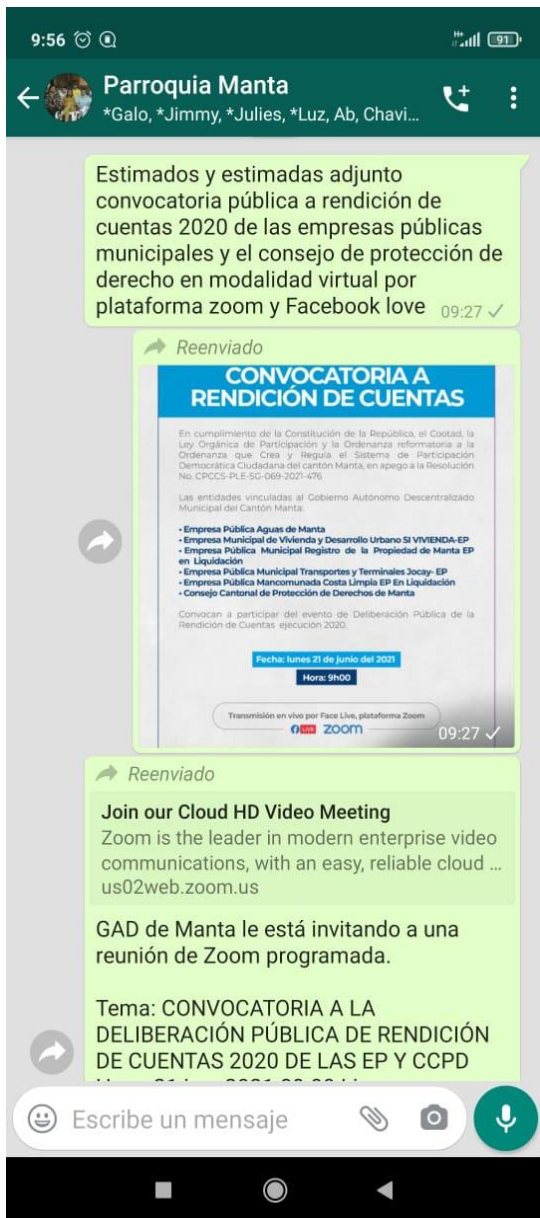 9:56
91
Parroquia Manta
*Galo, *Jimmy, *Julies, *Luz, Ab, Chavi...
Estimados y estimadas adjunto
convocatoria pública a rendición de
cuentas 2020 de las empresas públicas
municipales y el consejo de protección de
derecho en modalidad virtual por
plataforma zoom y Facebook love 09:27
Reenviado
CONVOCATORIA A
RENDICIÓN DE CUENTAS
En cumplimiento de la Constitución de la República, el Cootad, la
Ley Orgánica de Participación y la Ordenanza reformatoria a la
Ordenanza que Crea y Regula el Sistema de Participación
Democrática Ciudadana del cantón Manta, en apego a la Resolución
No. CPCCS-PLE-SG-069-2021-476
Las entidades vinculadas al Gobierno Autónomo Descentralizado
Municipal del Cantón Manta:
• Empresa Pública Aguas de Manta
• Empresa Municipal de Vivienda y Desarrollo Urbano SI VIVIENDA-EP
• Empresa Pública Municipal Registro de la Propiedad de Manta EP
en Liquidación
• Empresa Pública Municipal Transportes y Terminales Jocay- EP
• Empresa Pública Mancomunada Costa Limpia EP En Liquidación
• Consejo Cantonal de Protección de Derechos de Manta
Convocan a participar del evento de Deliberación Pública de la
Rendición de Cuentas ejecución 2020.
Fecha: lunes 21 de junio del 2021
Hora: 9h00
Transmisión en vivo por Face Live, plataforma Zoom
LIVE zoom
09:27
Reenviado
Join our Cloud HD Video Meeting
Zoom is the leader in modern enterprise video
communications, with an easy, reliable cloud ...
us02web.zoom.us
GAD de Manta le está invitando a una
reunión de Zoom programada.
Tema: CONVOCATORIA A LA
DELIBERACIÓN PÚBLICA DE RENDICIÓN
DE CUENTAS 2020 DE LAS EP Y CCPD
Escribe un mensaje